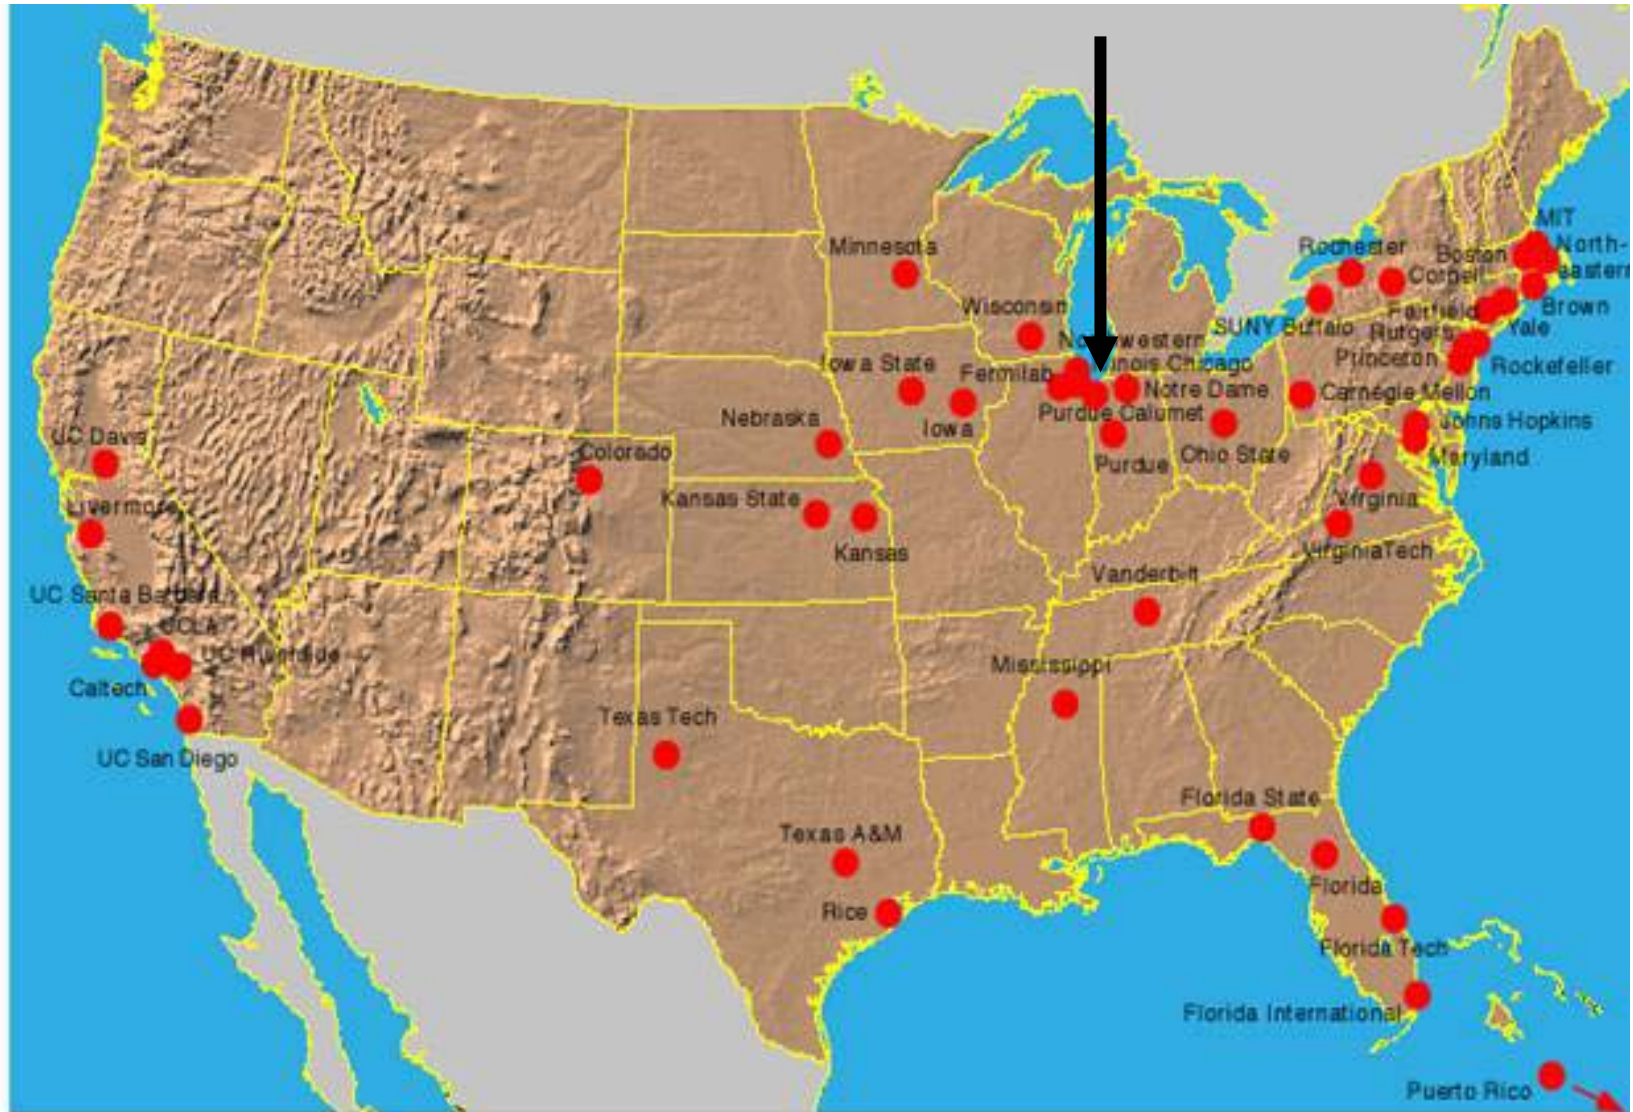 MIT
Rochester
Boston
North-
eastern
Minnesota
Cornell
Wisconsin
Fairfield
Brown
SUNY Buffalo
Yale
Northwestern
Rutgers
Iowa State
Fermilab
Illinois Chicago
Princeton
Rockefeller
Notre Dame
Carnegie Mellon
Nebraska
Iowa
Purdue Calumet
Johns Hopkins
UC Davis
Colorado
Purdue
Ohio State
Maryland
Kansas State
Virginia
Livermore
Kansas
VirginiaTech
Vanderbilt
UC Santa Barbara
UCLA
UC Riverside
Mississippi
Caltech
Texas Tech
UC San Diego
Florida State
Texas A&M
Florida
Rice
Florida Tech
Florida International
Puerto Rico